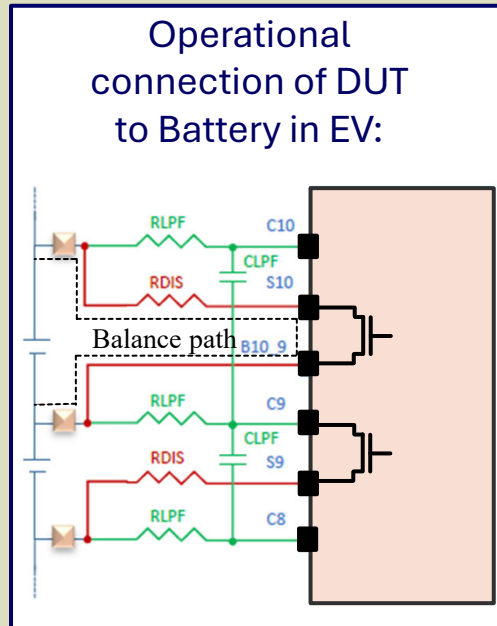 Operational
connection of DUT
to Battery in EV:
RLPF
C10
CLPF
RDIS
S10
Balance path
B10_9
RLPF
C9
CLPF
RDIS
S9
RLPF
C8